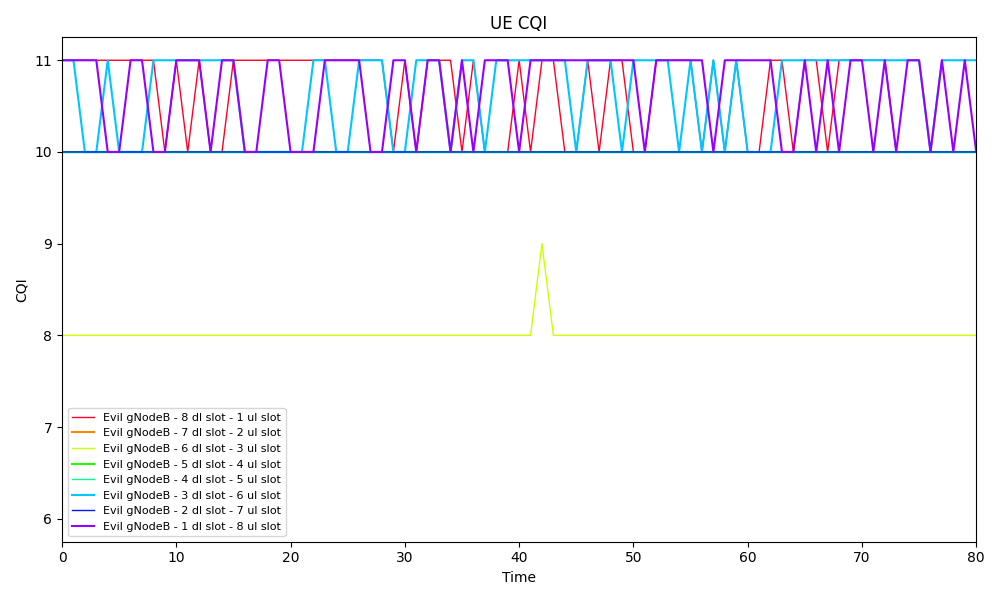 UE CQI
11
10
9
8
7
6
CQI
Evil gNodeB - 8 dl slot - 1 ul slot
Evil gNodeB - 7 dl slot - 2 ul slot
Evil gNodeB - 6 dl slot - 3 ul slot
Evil gNodeB - 5 dl slot - 4 ul slot
Evil gNodeB - 4 dl slot - 5 ul slot
Evil gNodeB - 3 dl slot - 6 ul slot
Evil gNodeB - 2 dl slot - 7 ul slot
Evil gNodeB - 1 dl slot - 8 ul slot
0 10 20 30 40 50 60 70 80
Time